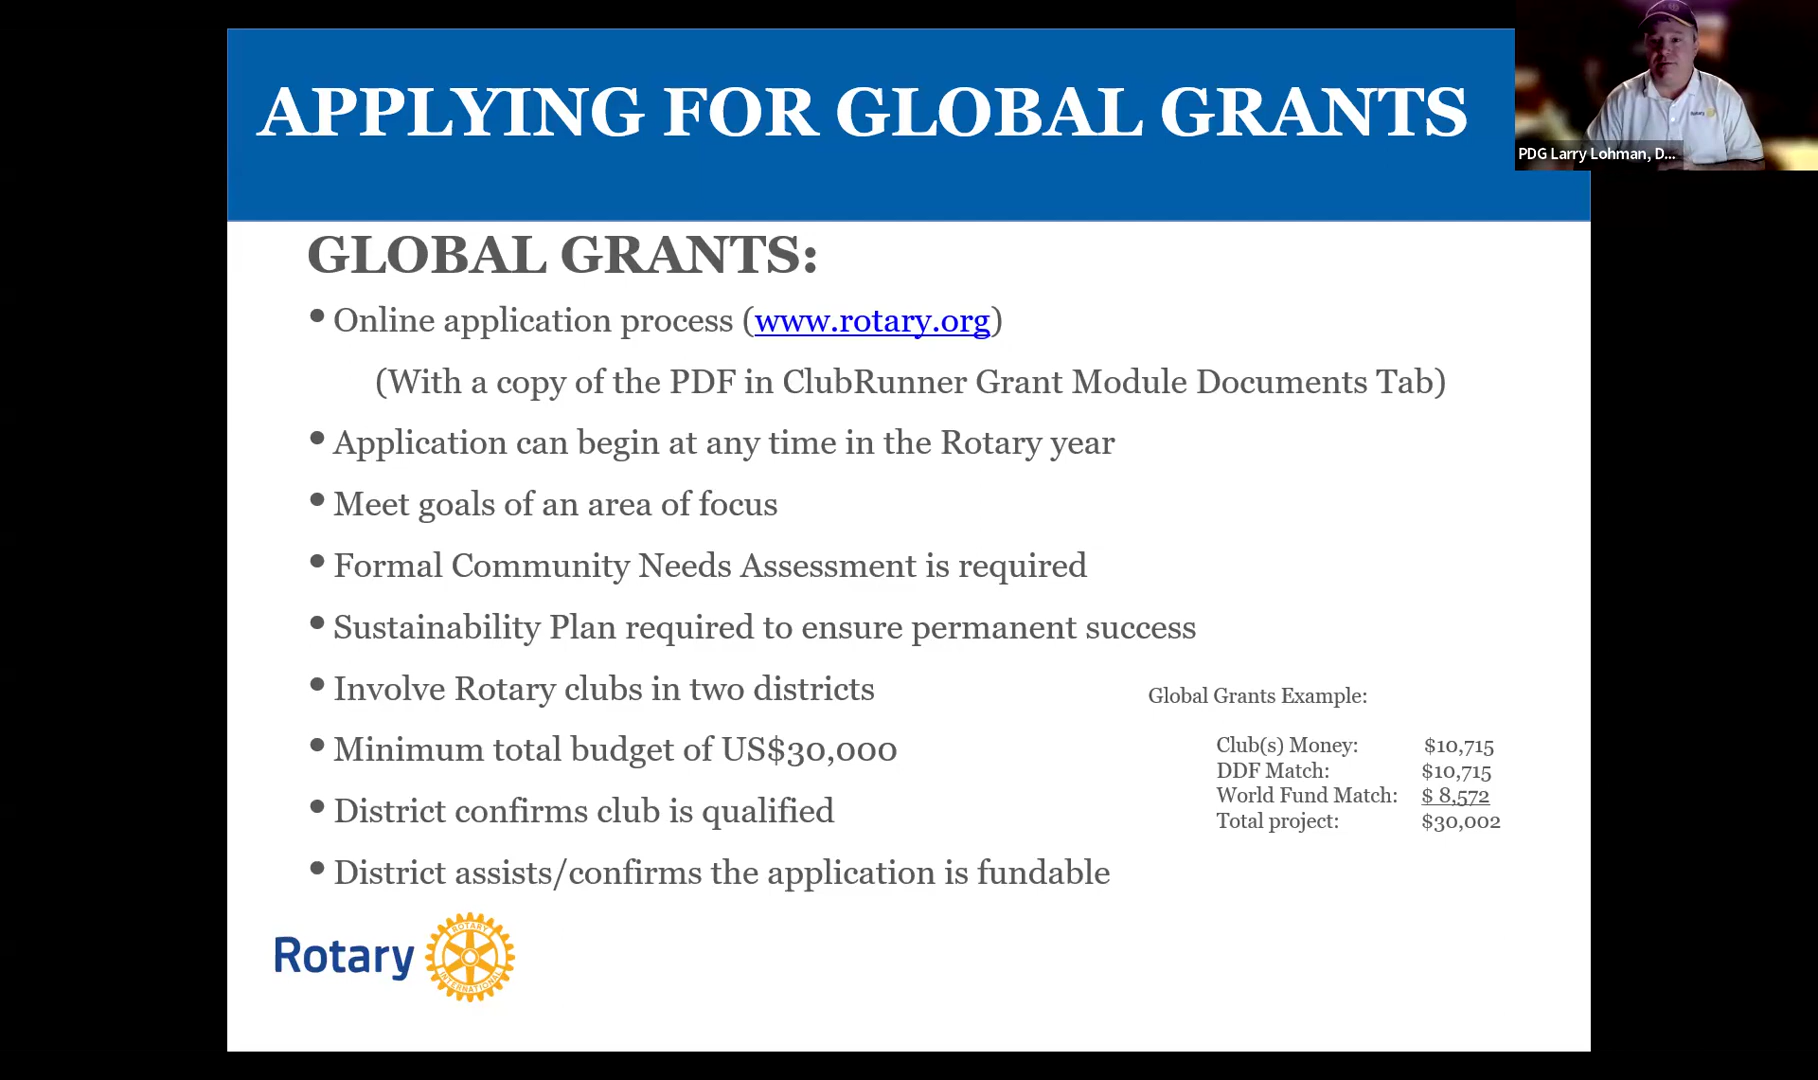 APPLYING FOR GLOBAL GRANTS
PDG Larry Lohman, D...
GLOBAL GRANTS:
• Online application process (www.rotary.org)
(With a copy of the PDF in ClubRunner Grant Module Documents Tab)
• Application can begin at any time in the Rotary year
• Meet goals of an area of focus
• Formal Community Needs Assessment is required
• Sustainability Plan required to ensure permanent success
• Involve Rotary clubs in two districts
• Minimum total budget of US$30,000
• District confirms club is qualified
• District assists/confirms the application is fundable
Global Grants Example:
Club(s) Money: $10,715
DDF Match: $10,715
World Fund Match: $ 8,572
Total project: $30,002
Rotary
ROTARY
INTERNATIONAL
Rotary